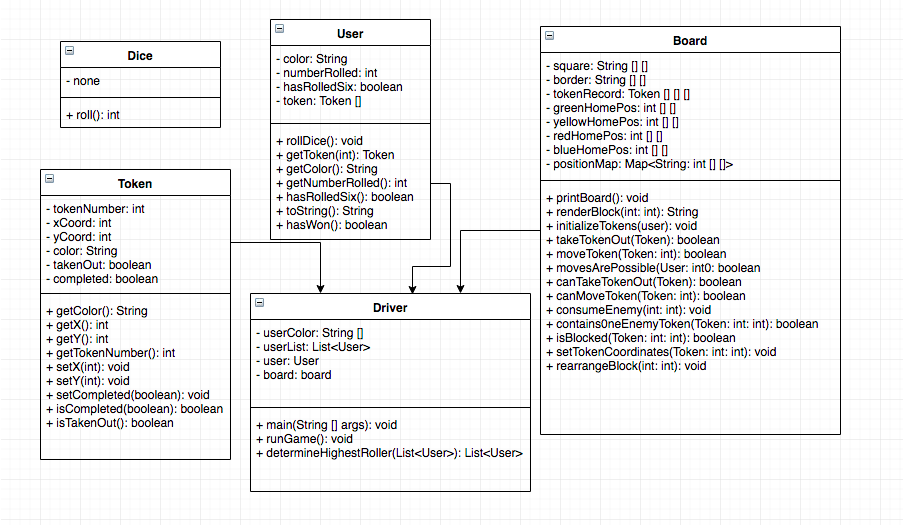 Dice
- none
+ roll(): int
User
- color: String
- numberRolled: int
- hasRolledSix: boolean
- token: Token []
+ rollDice(): void
+ getToken(int): Token
+ getColor(): String
+ getNumberRolled(): int
+ hasRolledSix(): boolean
+ toString(): String
+ hasWon(): boolean
Board
- square: String [] []
- border: String [] []
- tokenRecord: Token [] [] []
- greenHomePos: int [] []
- yellowHomePos: int [] []
- redHomePos: int [] []
- blueHomePos: int [] []
- positionMap: Map<String: int [] []>
+ printBoard(): void
+ renderBlock(int: int): String
+ initializeTokens(user): void
+ takeTokenOut(Token): boolean
+ moveToken(Token: int): boolean
+ movesArePossible(User: int0: boolean
+ canTakeTokenOut(Token): boolean
+ canMoveToken(Token: int): boolean
+ consumeEnemy(int: int): void
+ contains0neEnemyToken(Token: int: int): boolean
+ isBlocked(Token: int: int): boolean
+ setTokenCoordinates(Token: int: int): void
+ rearrangeBlock(int: int): void
Token
- tokenNumber: int
- xCoord: int
- yCoord: int
- color: String
- takenOut: boolean
- completed: boolean
+ getColor(): String
+ getX(): int
+ getY(): int
+ getTokenNumber(): int
+ setX(int): void
+ setY(int): void
+ setCompleted(boolean): void
+ isCompleted(boolean): boolean
+ isTakenOut(): boolean
Driver
- userColor: String []
- userList: List<User>
- user: User
- board: board
+ main(String [] args): void
+ runGame(): void
+ determineHighestRoller(List<User>): List<User>